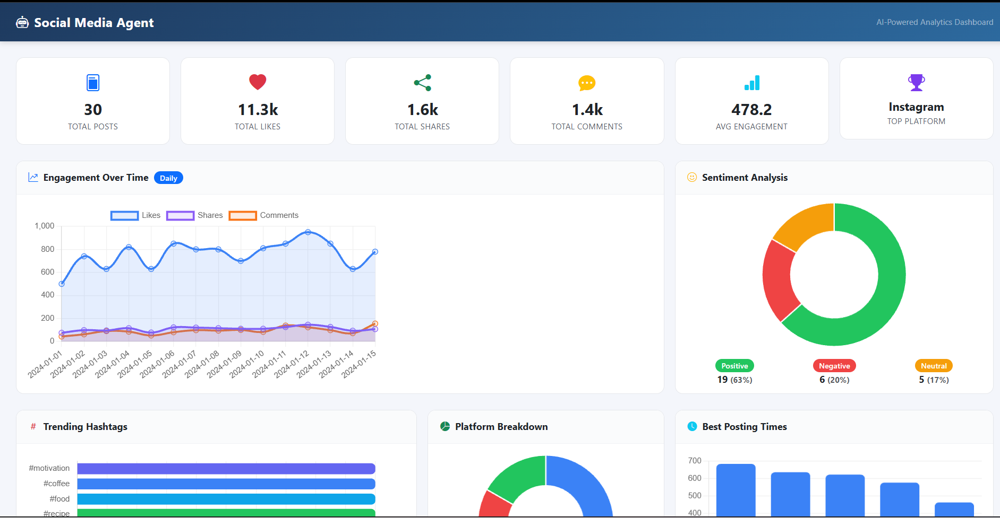 Social Media Agent
AI-Powered Analytics Dashboard
30
TOTAL POSTS
11.3k
TOTAL LIKES
1.6k
TOTAL SHARES
1.4k
TOTAL COMMENTS
478.2
AVG ENGAGEMENT
Instagram
TOP PLATFORM
Engagement Over Time Daily
Likes Shares Comments
1,000
800
600
400
200
0
2024-01-01
2024-01-02
2024-01-03
2024-01-04
2024-01-05
2024-01-06
2024-01-07
2024-01-08
2024-01-09
2024-01-10
2024-01-11
2024-01-12
2024-01-13
2024-01-14
2024-01-15
Sentiment Analysis
Positive
19 (63%)
Negative
6 (20%)
Neutral
5 (17%)
# Trending Hashtags
#motivation
#coffee
#food
#recipe
Platform Breakdown
Best Posting Times
700
600
500
400